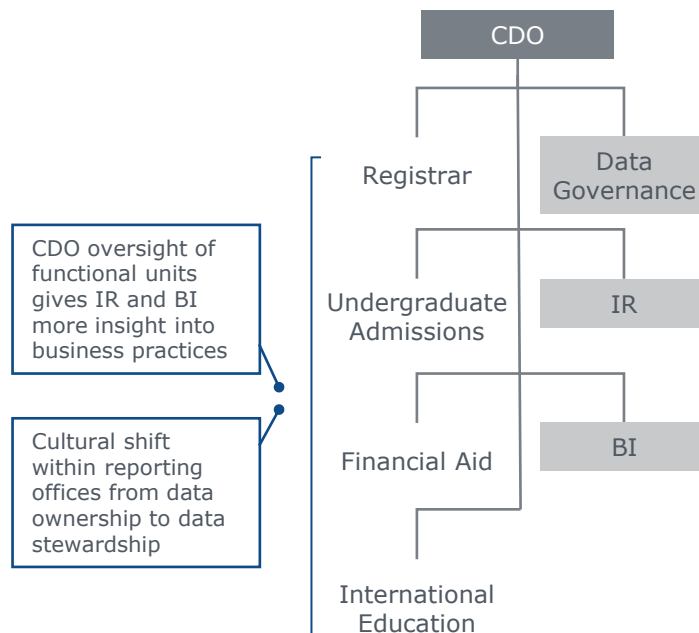 CDO
Registrar
Data
Governance
CDO oversight of
functional units
gives IR and BI
more insight into
business practices
Undergraduate
Admissions
IR
Cultural shift
within reporting
offices from data
ownership to data
stewardship
Financial Aid
BI
International
Education